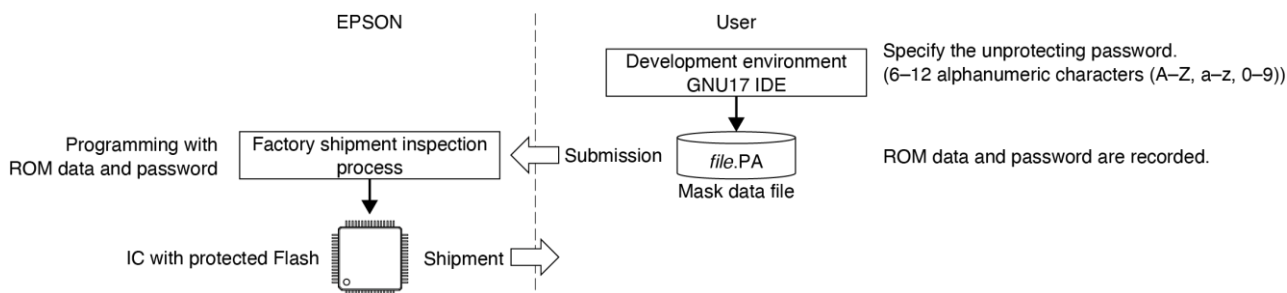 EPSON
User
Development environment
GNU17 IDE
Specify the unprotecting password.
(6–12 alphanumeric characters (A–Z, a–z, 0–9))
Programming with
ROM data and password
Factory shipment inspection
process
Submission
file.PA
Mask data file
ROM data and password are recorded.
IC with protected Flash
Shipment